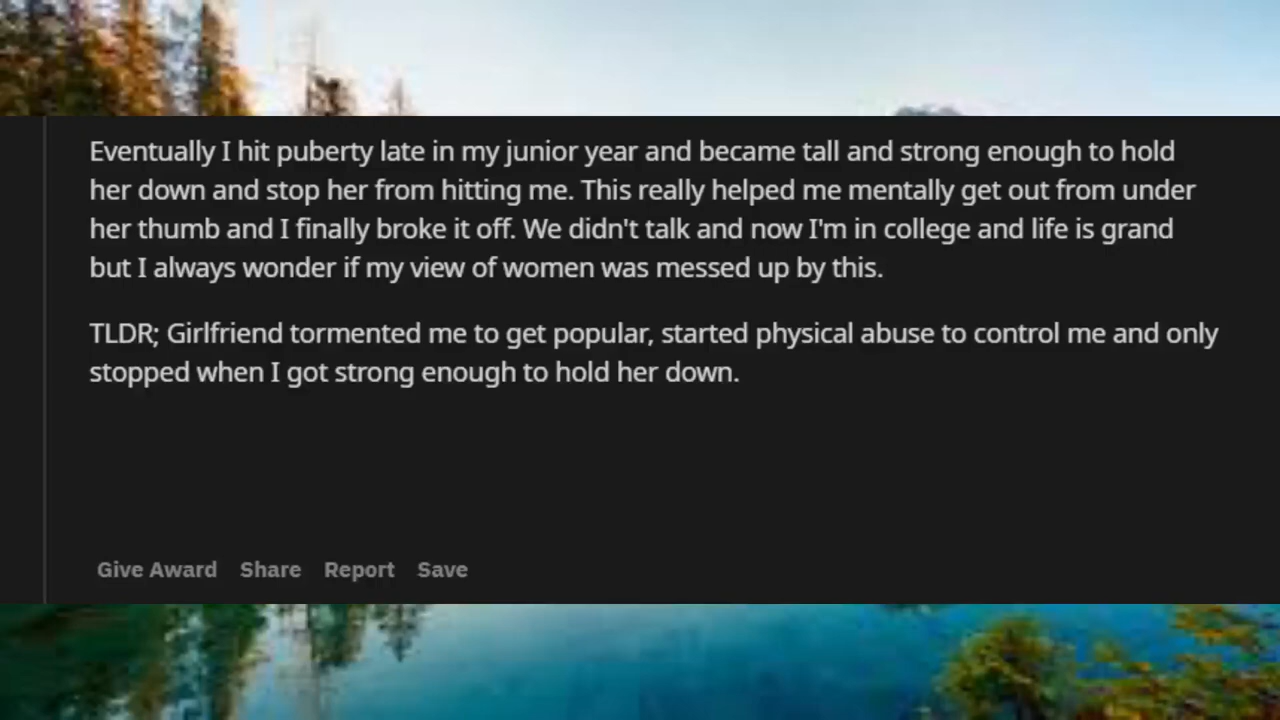 Eventually I hit puberty late in my junior year and became tall and strong enough to hold
her down and stop her from hitting me. This really helped me mentally get out from under
her thumb and I finally broke it off. We didn't talk and now I'm in college and life is grand
but I always wonder if my view of women was messed up by this.
TLDR; Girlfriend tormented me to get popular, started physical abuse to control me and only
stopped when I got strong enough to hold her down.
Give Award Share Report Save